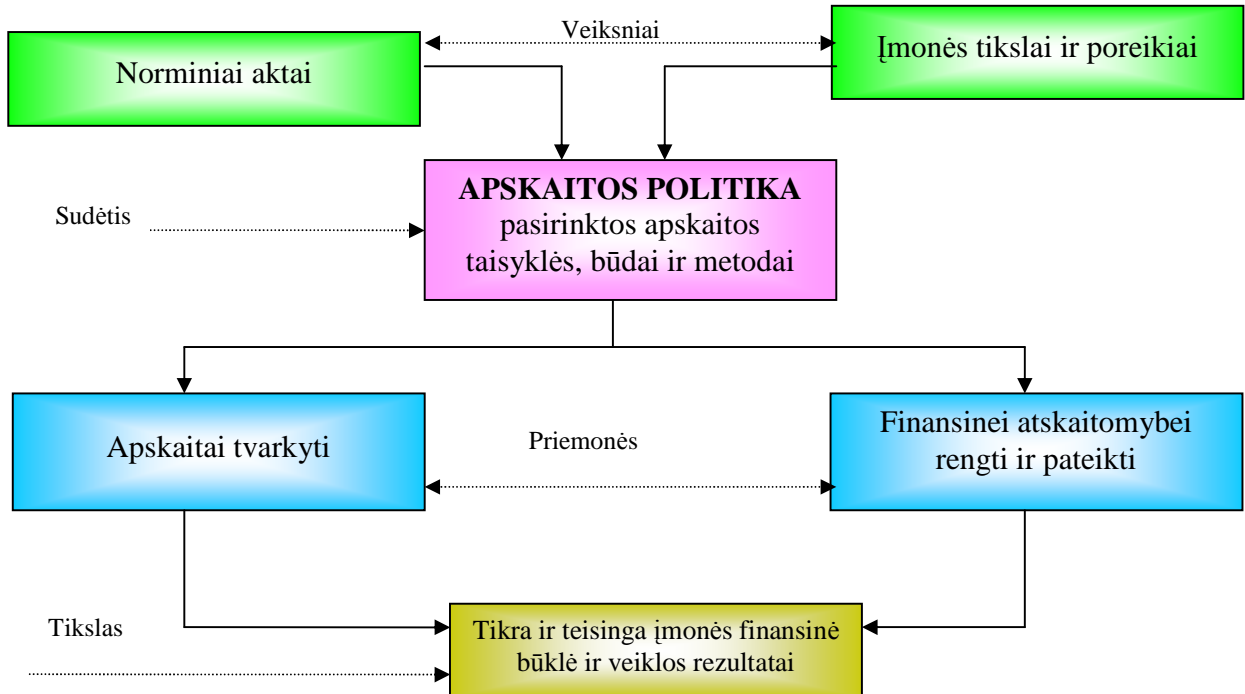 Veiksniai
Norminiai aktai
Įmonės tikslai ir poreikiai
APSKAITOS POLITIKA
pasirinktos apskaitos
taisyklės, būdai ir metodai
Sudėtis
Apskaitai tvarkyti
Priemonės
Finansinei atskaitomybei
rengti ir pateikti
Tikslas
Tikra ir teisinga įmonės finansinė
būklė ir veiklos rezultatai